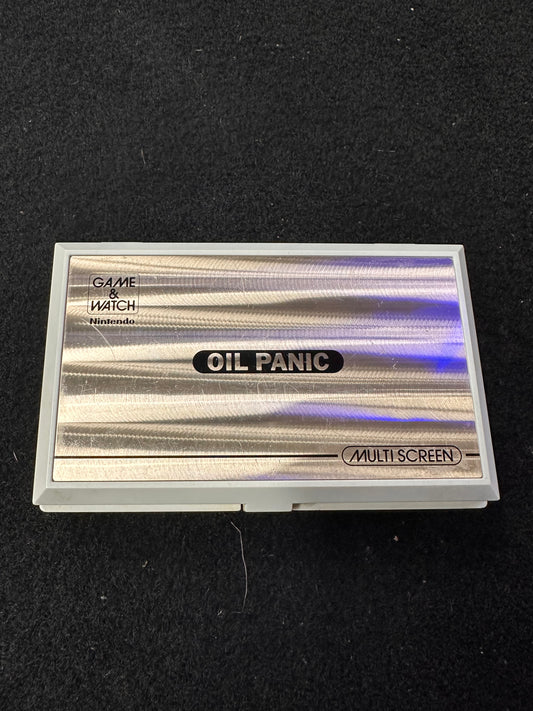 GAME
&
WATCH
Nintendo
OIL PANIC
MULTI SCREEN